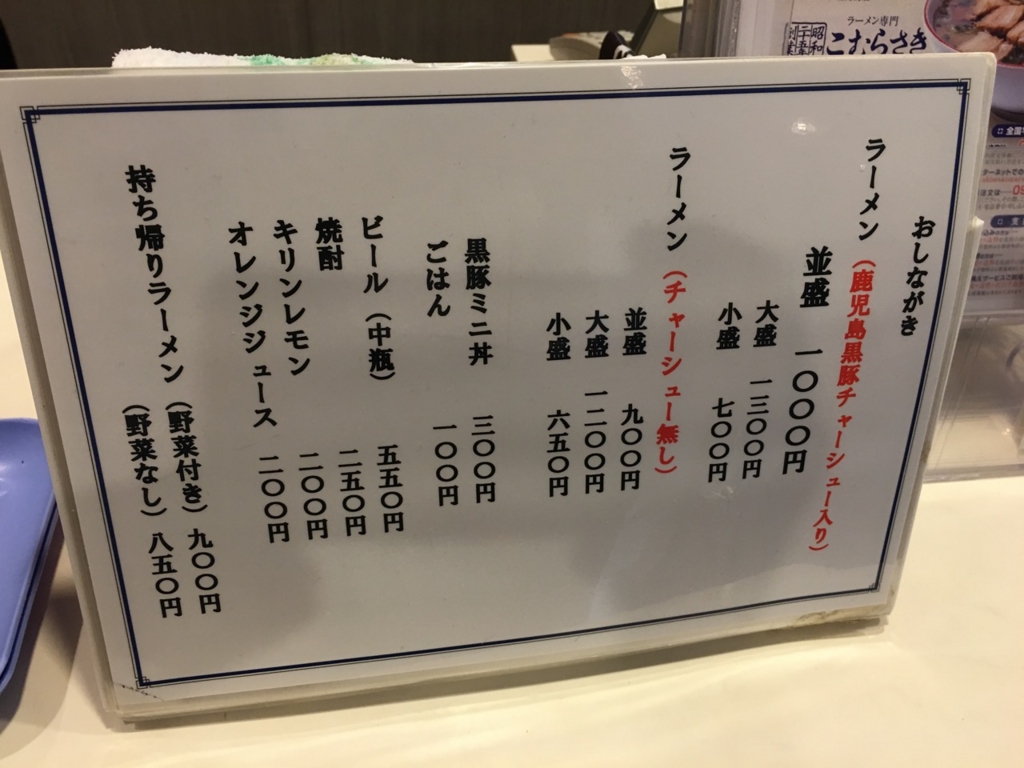 おしながき
ラーメン（鹿児島黒豚チャーシュー入り）
並盛 一〇〇〇円
大盛 一三〇〇円
小盛 七〇〇円
ラーメン（チャーシュー無し）
並盛 九〇〇円
大盛 一二〇〇円
小盛 六五〇円
黒豚ミニ丼 三〇〇円
ごはん 一〇〇円
ビール（中瓶） 五五〇円
焼酎 二五〇円
キリンレモン 二〇〇円
オレンジジュース 二〇〇円
持ち帰りラーメン（野菜付き）九〇〇円
（野菜なし）八五〇円
ラーメン専門
こむらさき
昭和
全国